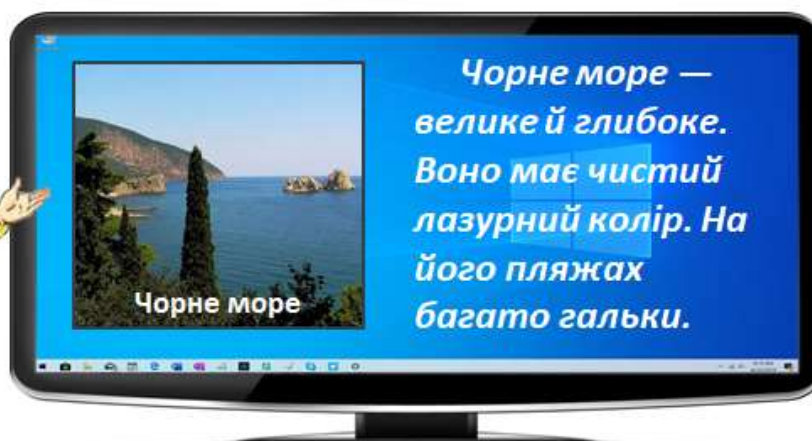 Чорне море
Чорне море —
велике й глибоке.
Воно має чистий
лазурний колір. На
його пляжах
багато гальки.